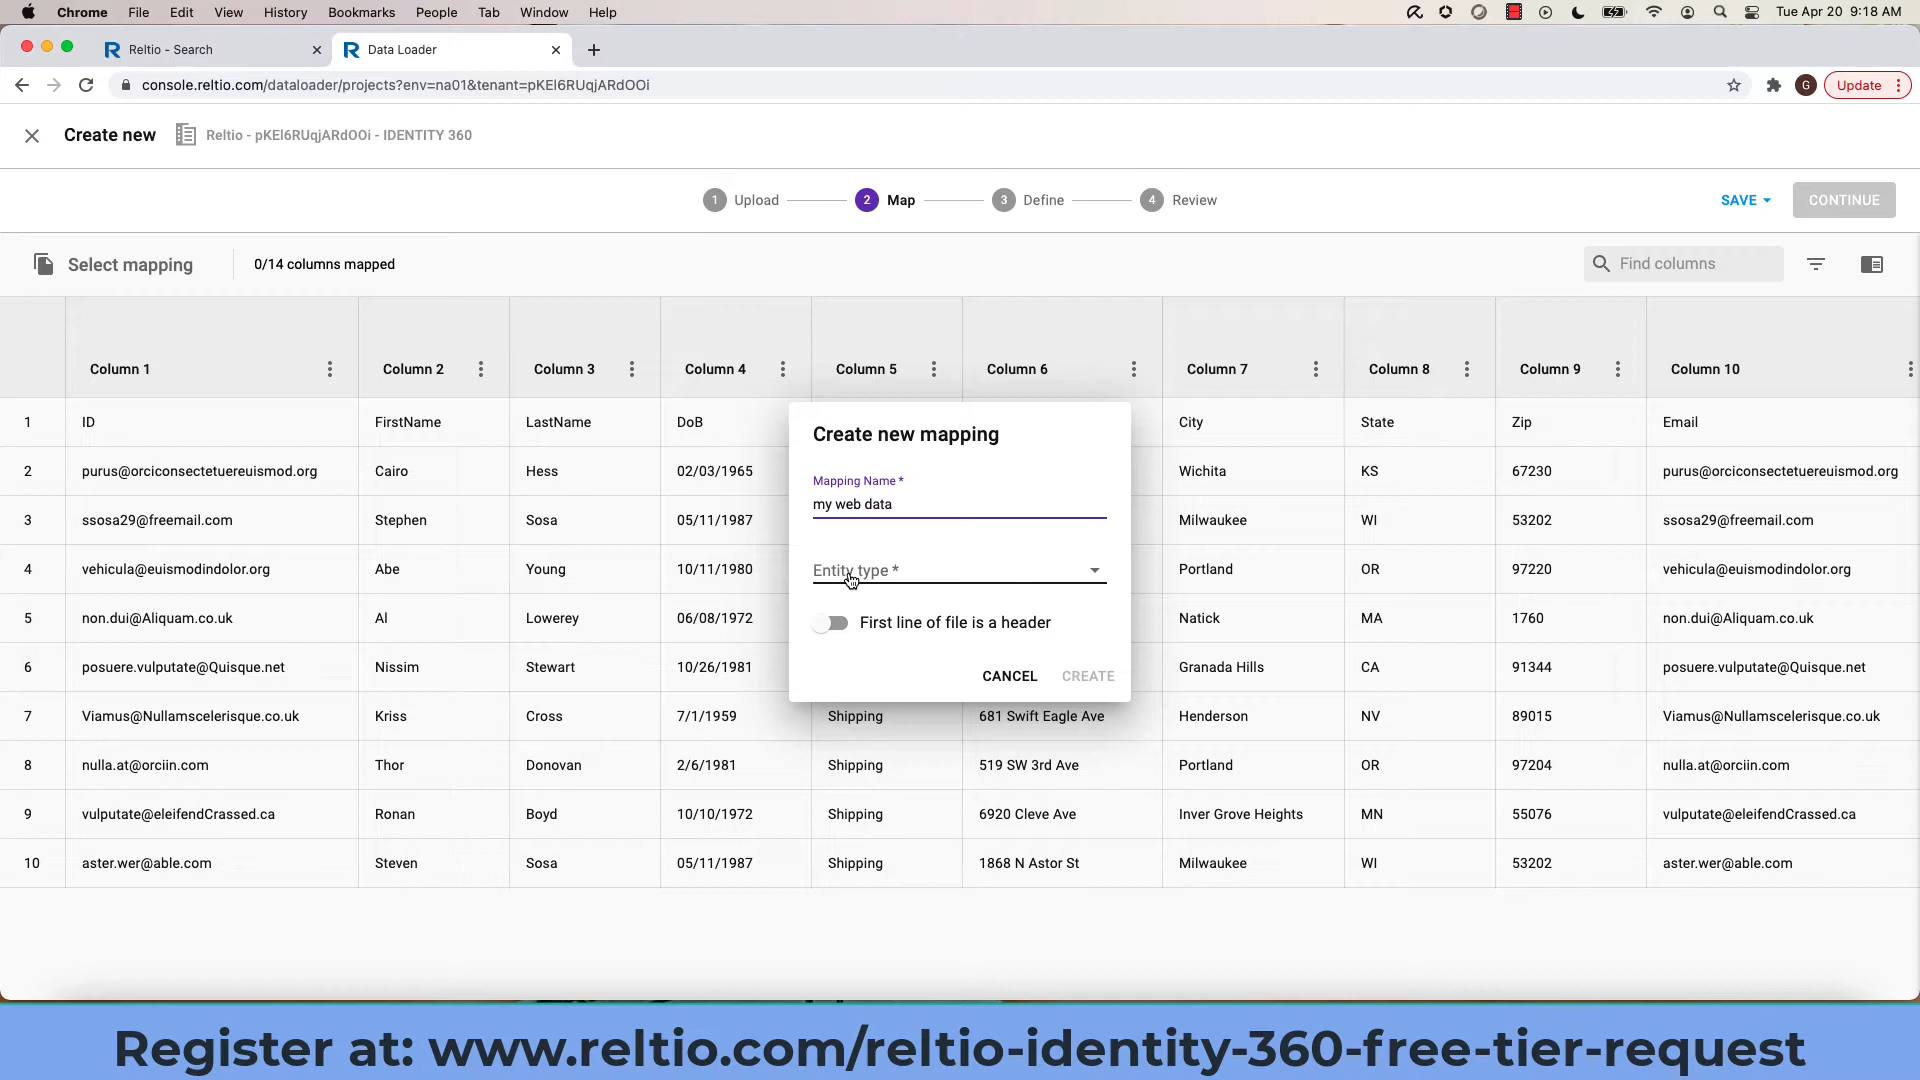 Chrome File Edit View History Bookmarks People Tab Window Help Tue Apr 20 9:18 AM
Reltio - Search Data Loader
console.reltio.com/dataloader/projects?env=na01&tenant=pKEl6RUqjARdOOi G Update
Create new Reltio - pKEl6RUqjARdOOi - IDENTITY 360
1 Upload 2 Map 3 Define 4 Review SAVE CONTINUE
Select mapping 0/14 columns mapped Find columns
Column 1 Column 2 Column 3 Column 4 Column 5 Column 6 Column 7 Column 8 Column 9 Column 10
1 ID FirstName LastName DoB City State Zip Email
2 purus@orciconsectetuereuismod.org Cairo Hess 02/03/1965 Wichita KS 67230 purus@orciconsectetuereuismod.org
3 ssosa29@freemail.com Stephen Sosa 05/11/1987 Milwaukee WI 53202 ssosa29@freemail.com
4 vehicula@euismodindolor.org Abe Young 10/11/1980 Portland OR 97220 vehicula@euismodindolor.org
5 non.dui@Aliquam.co.uk Al Lowerey 06/08/1972 Natick MA 1760 non.dui@Aliquam.co.uk
6 posuere.vulputate@Quisque.net Nissim Stewart 10/26/1981 Granada Hills CA 91344 posuere.vulputate@Quisque.net
7 Viamus@Nullamscelerisque.co.uk Kriss Cross 7/1/1959 Shipping 681 Swift Eagle Ave Henderson NV 89015 Viamus@Nullamscelerisque.co.uk
8 nulla.at@orciin.com Thor Donovan 2/6/1981 Shipping 519 SW 3rd Ave Portland OR 97204 nulla.at@orciin.com
9 vulputate@eleifendCrassed.ca Ronan Boyd 10/10/1972 Shipping 6920 Cleve Ave Inver Grove Heights MN 55076 vulputate@eleifendCrassed.ca
10 aster.wer@able.com Steven Sosa 05/11/1987 Shipping 1868 N Astor St Milwaukee WI 53202 aster.wer@able.com
Create new mapping
Mapping Name *
my web data
Entity type *
First line of file is a header
CANCEL CREATE
Register at: www.reltio.com/reltio-identity-360-free-tier-request